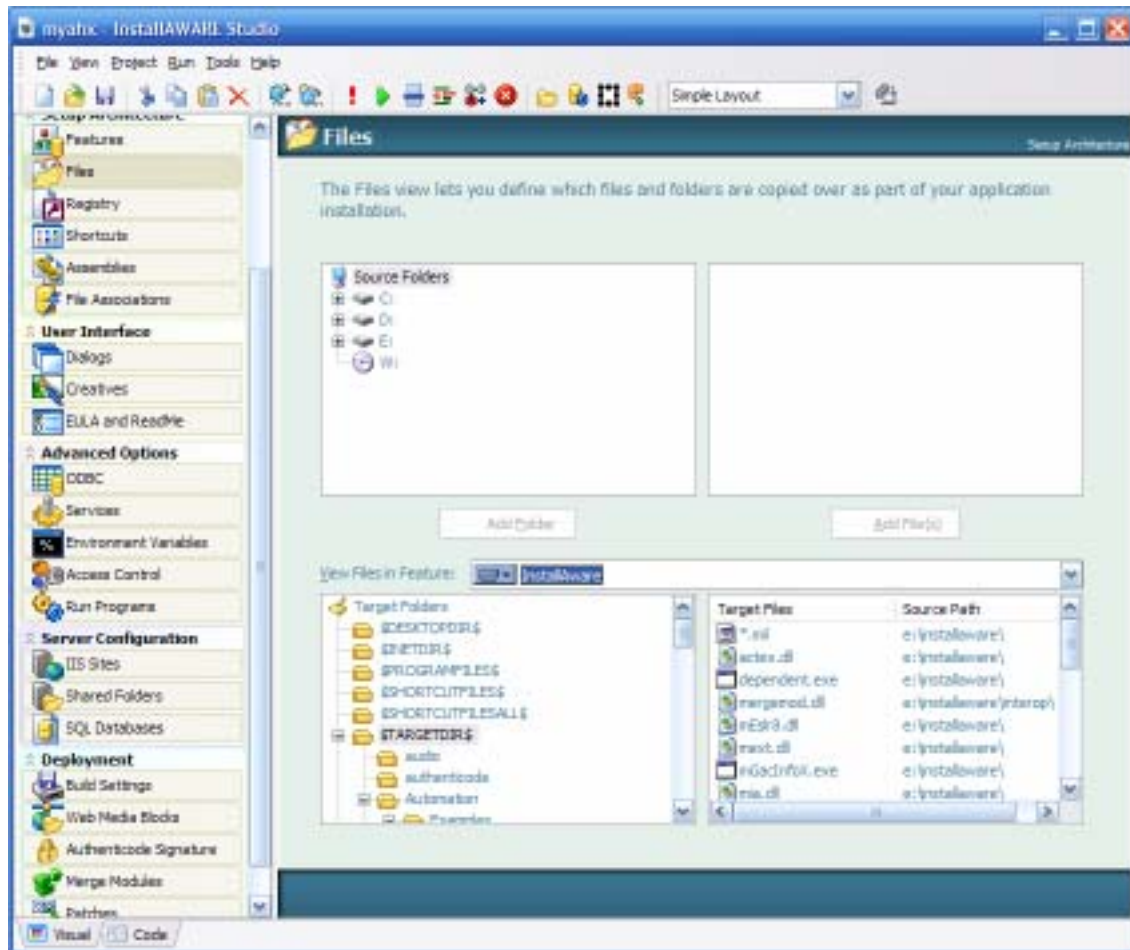 myahx - InstallAWARE Studio
File View Project Run Tools Help
Simple Layout
Setup Architecture
Features
Files
Registry
Shortcuts
Assemblies
File Associations
User Interface
Dialogs
Creatives
EULA and ReadMe
Advanced Options
ODBC
Services
Environment Variables
Access Control
Run Programs
Server Configuration
IIS Sites
Shared Folders
SQL Databases
Deployment
Build Settings
Web Media Blocks
Authenticode Signature
Merge Modules
Patches
Visual
Code
Files
Setup Architecture
The Files view lets you define which files and folders are copied over as part of your application
installation.
Source Folders
C:
D:
E:
W:
Add Folder
Add File(s)
View Files in Feature:
InstallAware
Target Folders
$DESKTOPDIR$
$INETDIR$
$PROGRAMFILES$
$SHORTCUTFILES$
$SHORTCUTFILESALL$
$TARGETDIR$
audio
authenticode
Automation
Examples
Target Files Source Path
*.mil e:\installaware\
actex.dll e:\installaware\
dependent.exe e:\installaware\
mergemod.dll e:\installaware\interop\
e:\installaware\
mext.dll e:\installaware\
mGacInfoX.exe e:\installaware\
mia.dll e:\installaware\